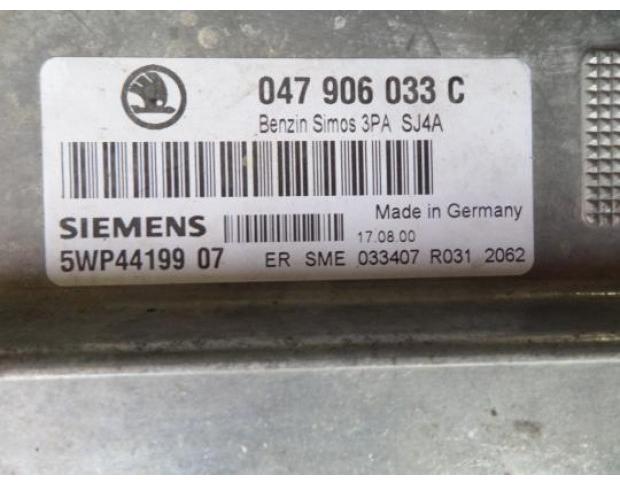 047 906 033 C
Benzin Simos 3PA SJ4A
Made in Germany
SIEMENS
17.08.00
5WP44199 07 ER SME 033407 R031 2062